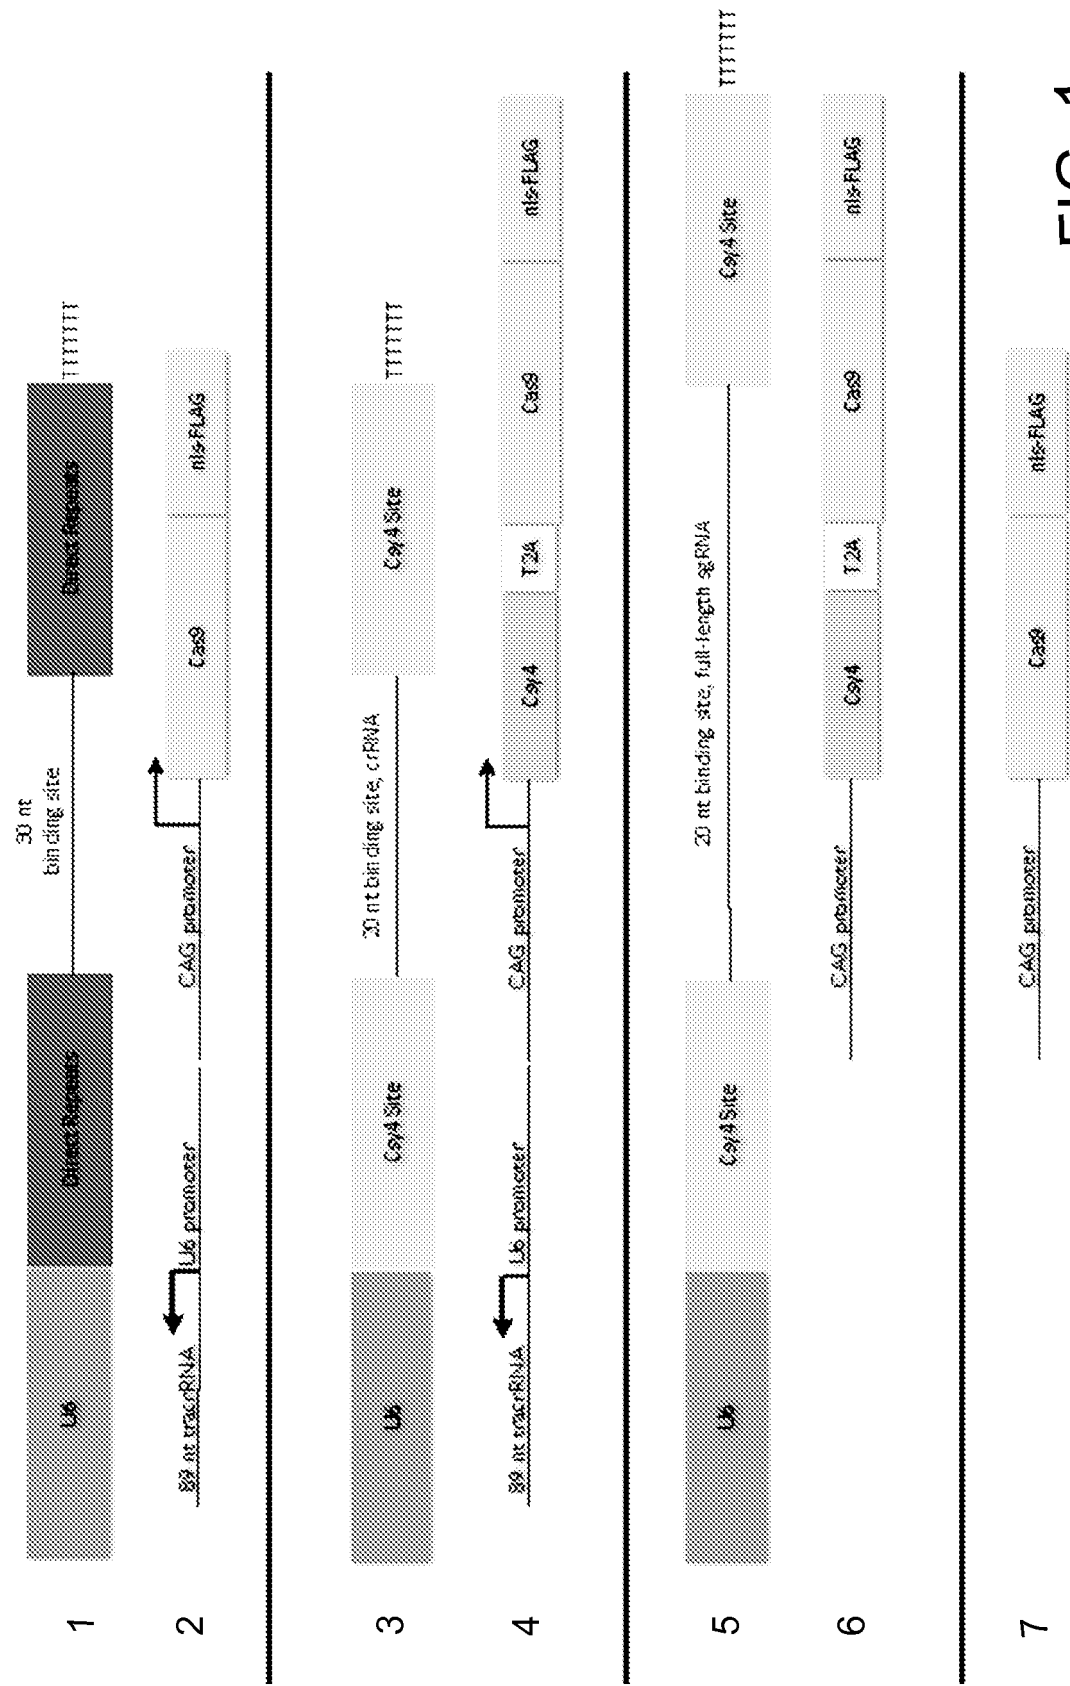 1
U6
Direct Repeats
30 nt
binding site
Direct Repeats
TTTTTTT
2
89 nt tracrRNA
U6 promoter
CAG promoter
Cas9
nls-FLAG
3
U6
Csy4 Site
20 nt binding site, crRNA
Csy4 Site
TTTTTTT
4
89 nt tracrRNA
U6 promoter
CAG promoter
Csy4
T2A
Cas9
nls-FLAG
5
U6
Csy4 Site
20 nt binding site, full-length sgRNA
Csy4 Site
TTTTTTT
6
CAG promoter
Csy4
T2A
Cas9
nls-FLAG
7
CAG promoter
Cas9
nls-FLAG
FIG. 1